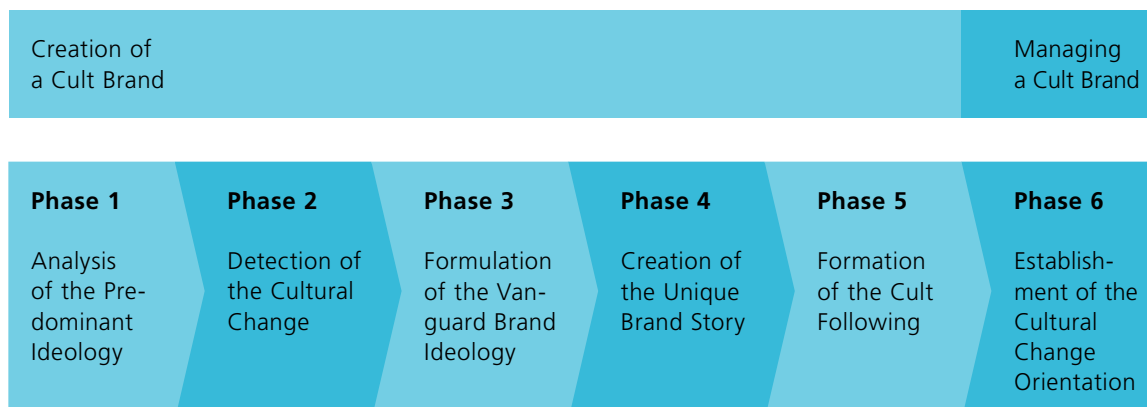 Creation of
a Cult Brand
Managing
a Cult Brand
Phase 1
Analysis
of the Pre-
dominant
Ideology
Phase 2
Detection of
the Cultural
Change
Phase 3
Formulation
of the Van-
guard Brand
Ideology
Phase 4
Creation of
the Unique
Brand Story
Phase 5
Formation
of the Cult
Following
Phase 6
Establish-
ment of the
Cultural
Change
Orientation